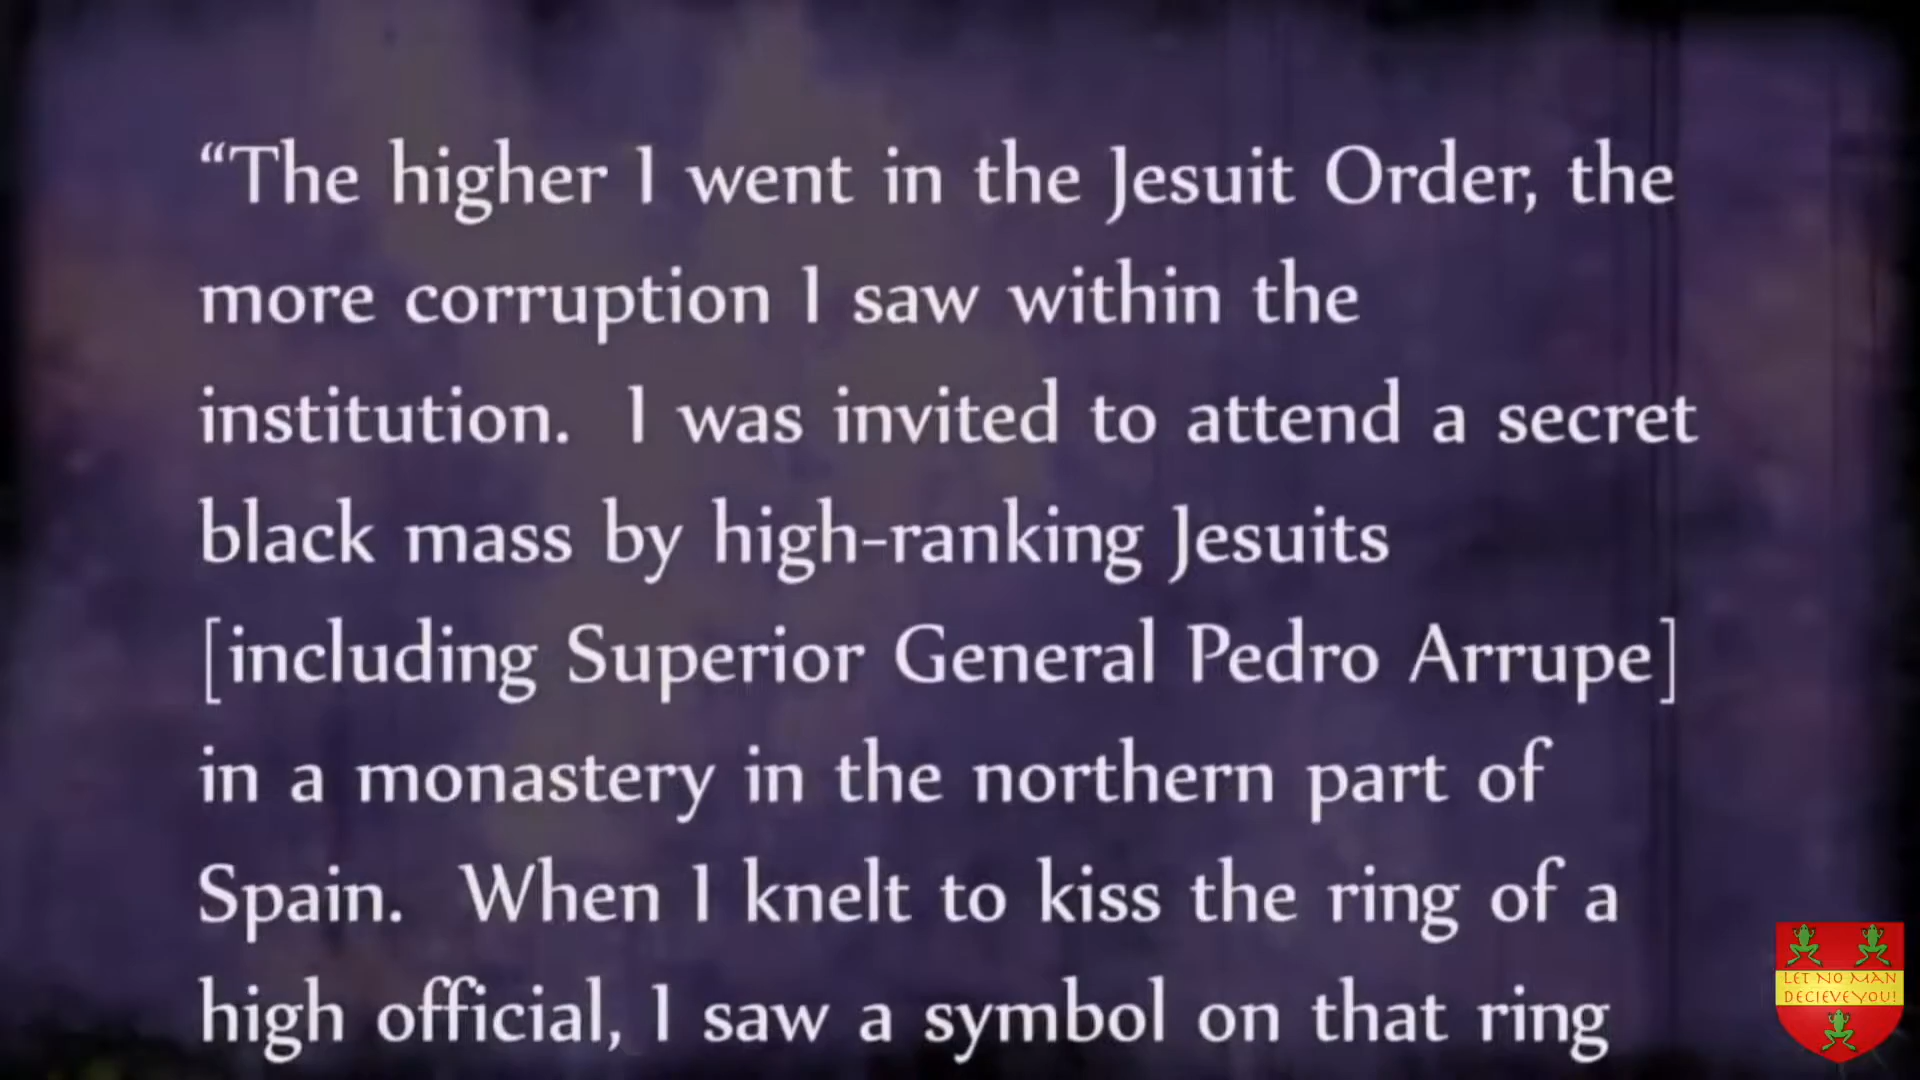 “The higher I went in the Jesuit Order, the
more corruption I saw within the
institution. I was invited to attend a secret
black mass by high-ranking Jesuits
[including Superior General Pedro Arrupe]
in a monastery in the northern part of
Spain. When I knelt to kiss the ring of a
high official, I saw a symbol on that ring
LET NO MAN
DECIEVE YOU!